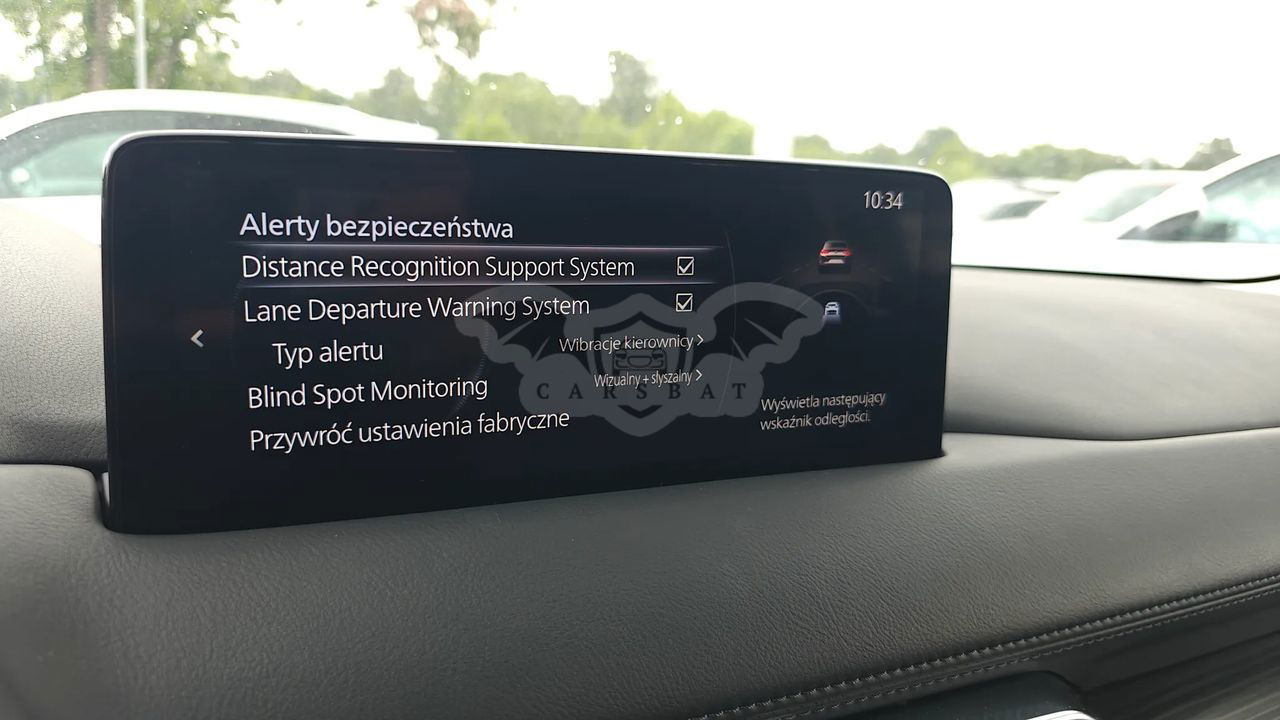 10:34
Alerty bezpieczeństwa
Distance Recognition Support System
Lane Departure Warning System
Typ alertu Wibracje kierownicy >
Blind Spot Monitoring Wizualny + słyszalny >
Przywróć ustawienia fabryczne
Wyświetla następujący
wskaźnik odległości.
CARSBAT